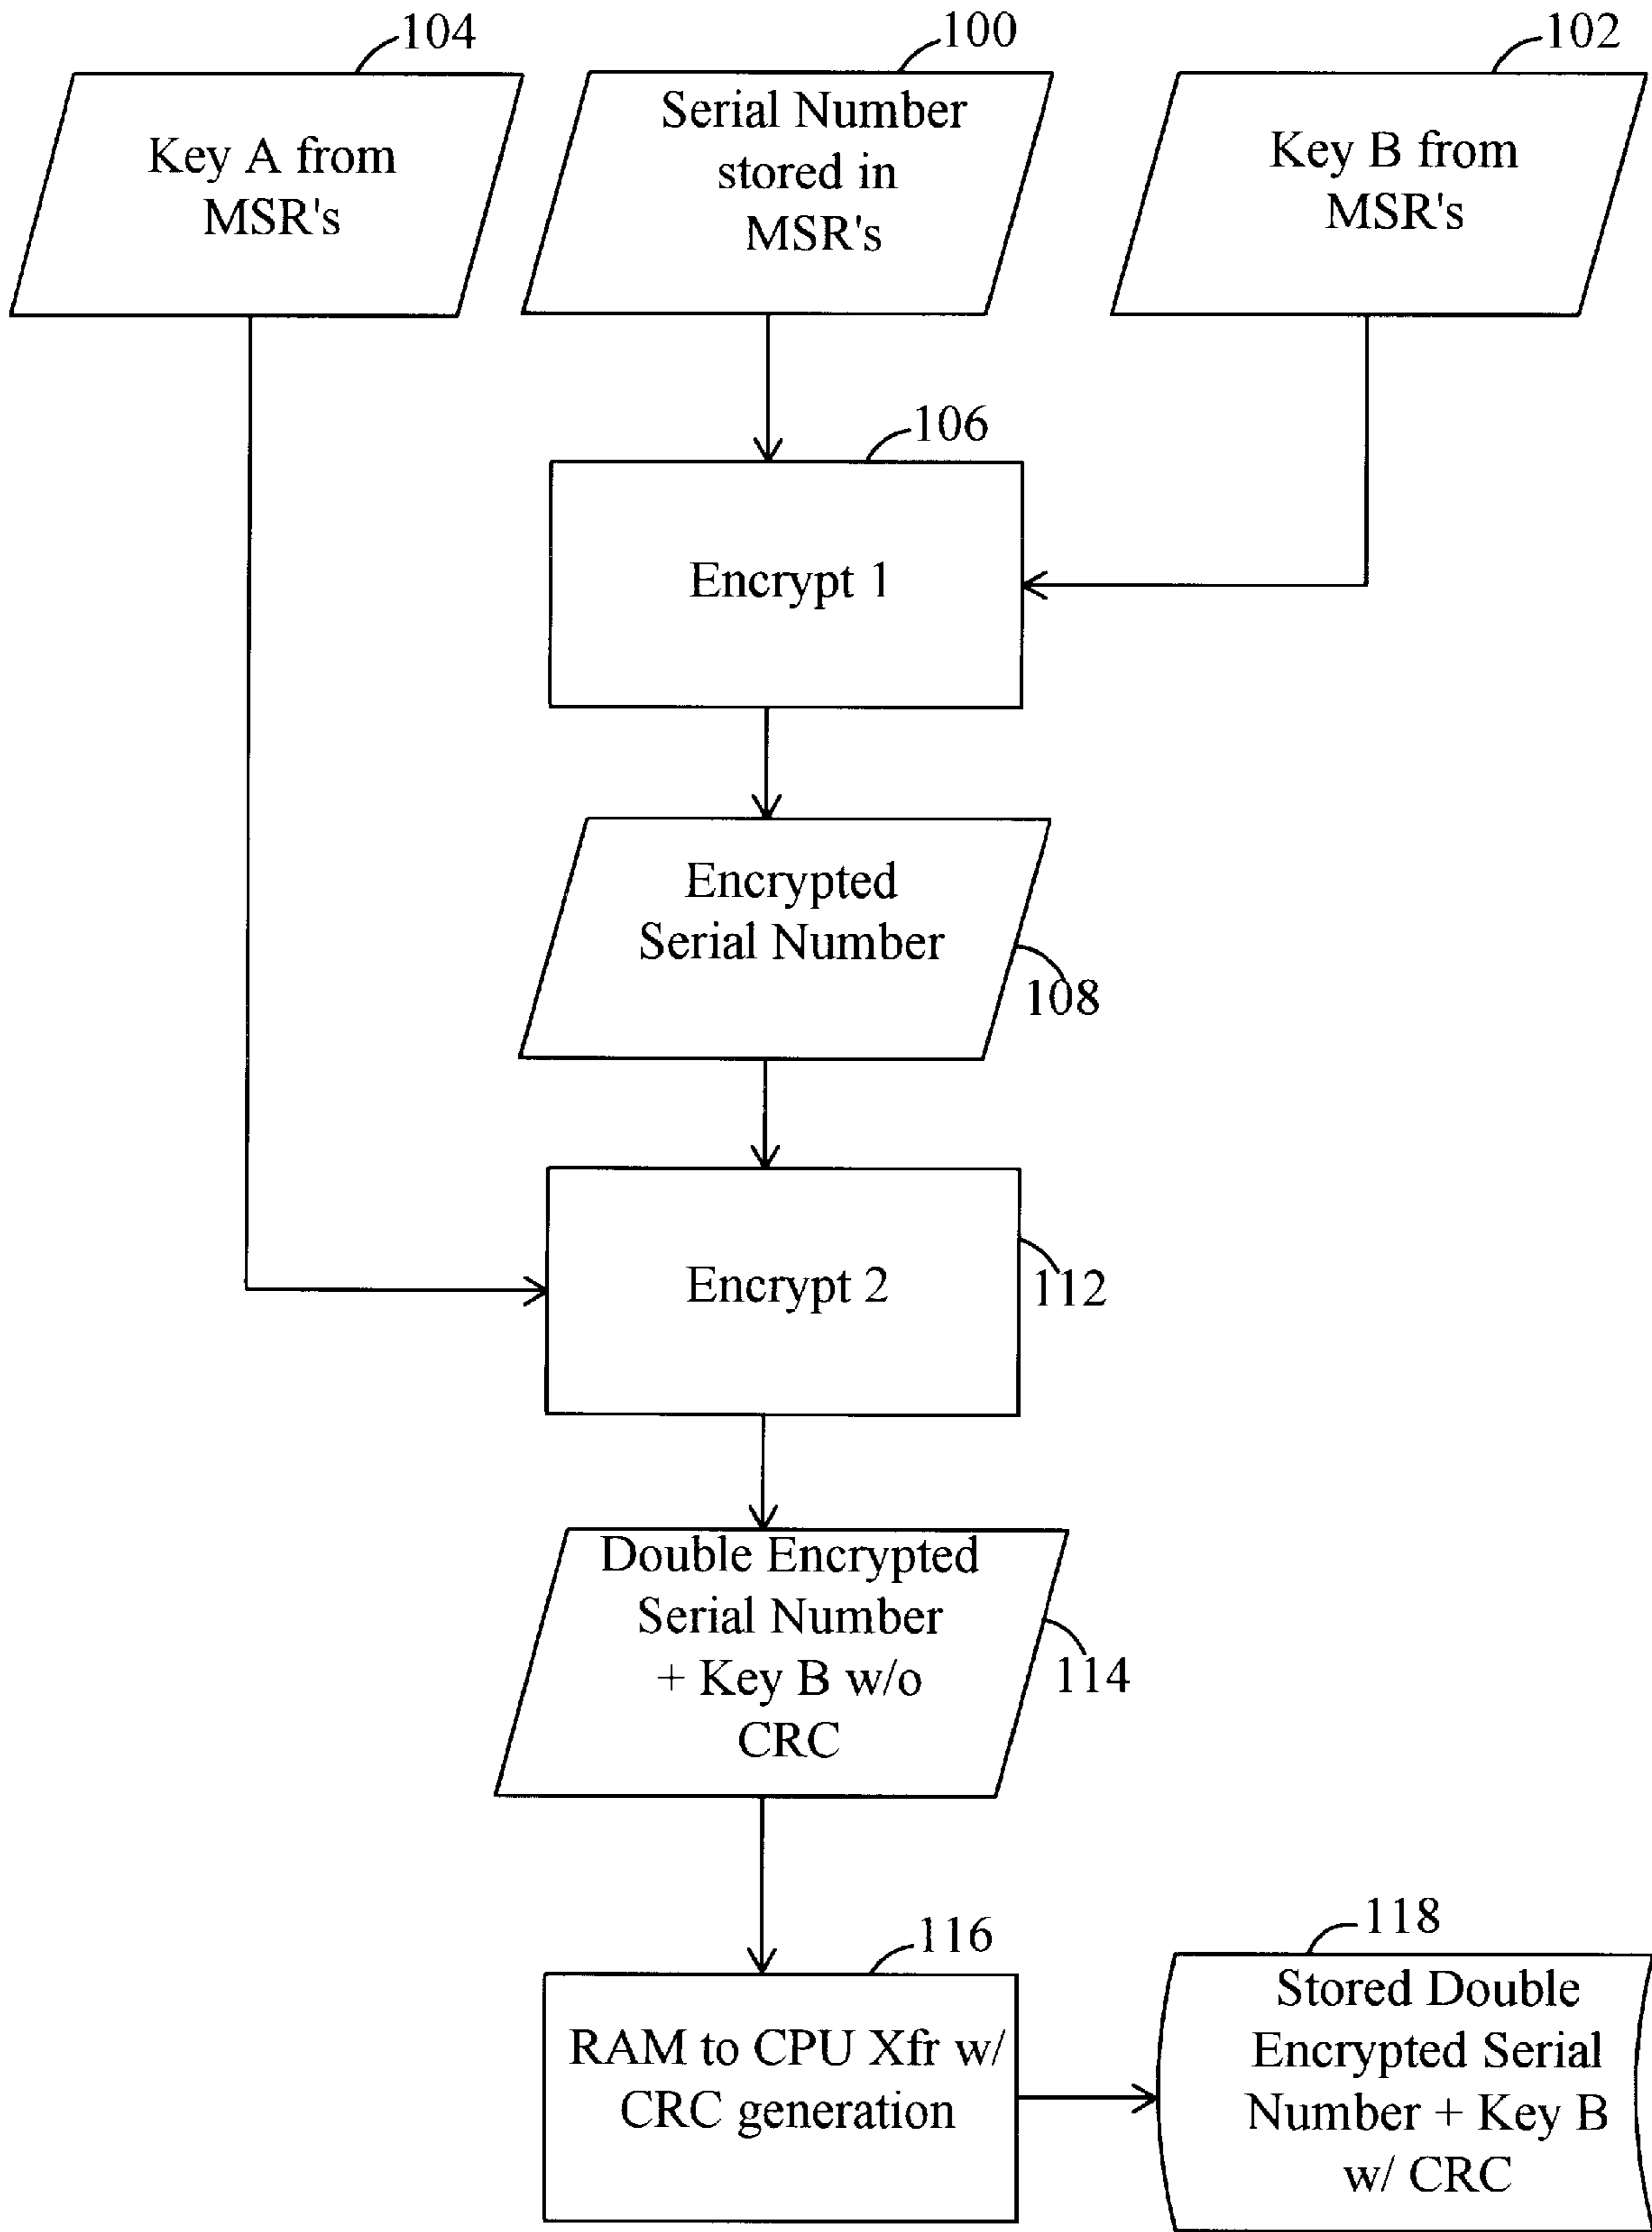 104
100
102
Key A from
MSR's
Serial Number
stored in
MSR's
Key B from
MSR's
106
Encrypt 1
Encrypted
Serial Number
108
Encrypt 2
112
Double Encrypted
Serial Number
+ Key B w/o
CRC
114
116
RAM to CPU Xfr w/
CRC generation
118
Stored Double
Encrypted Serial
Number + Key B
w/ CRC